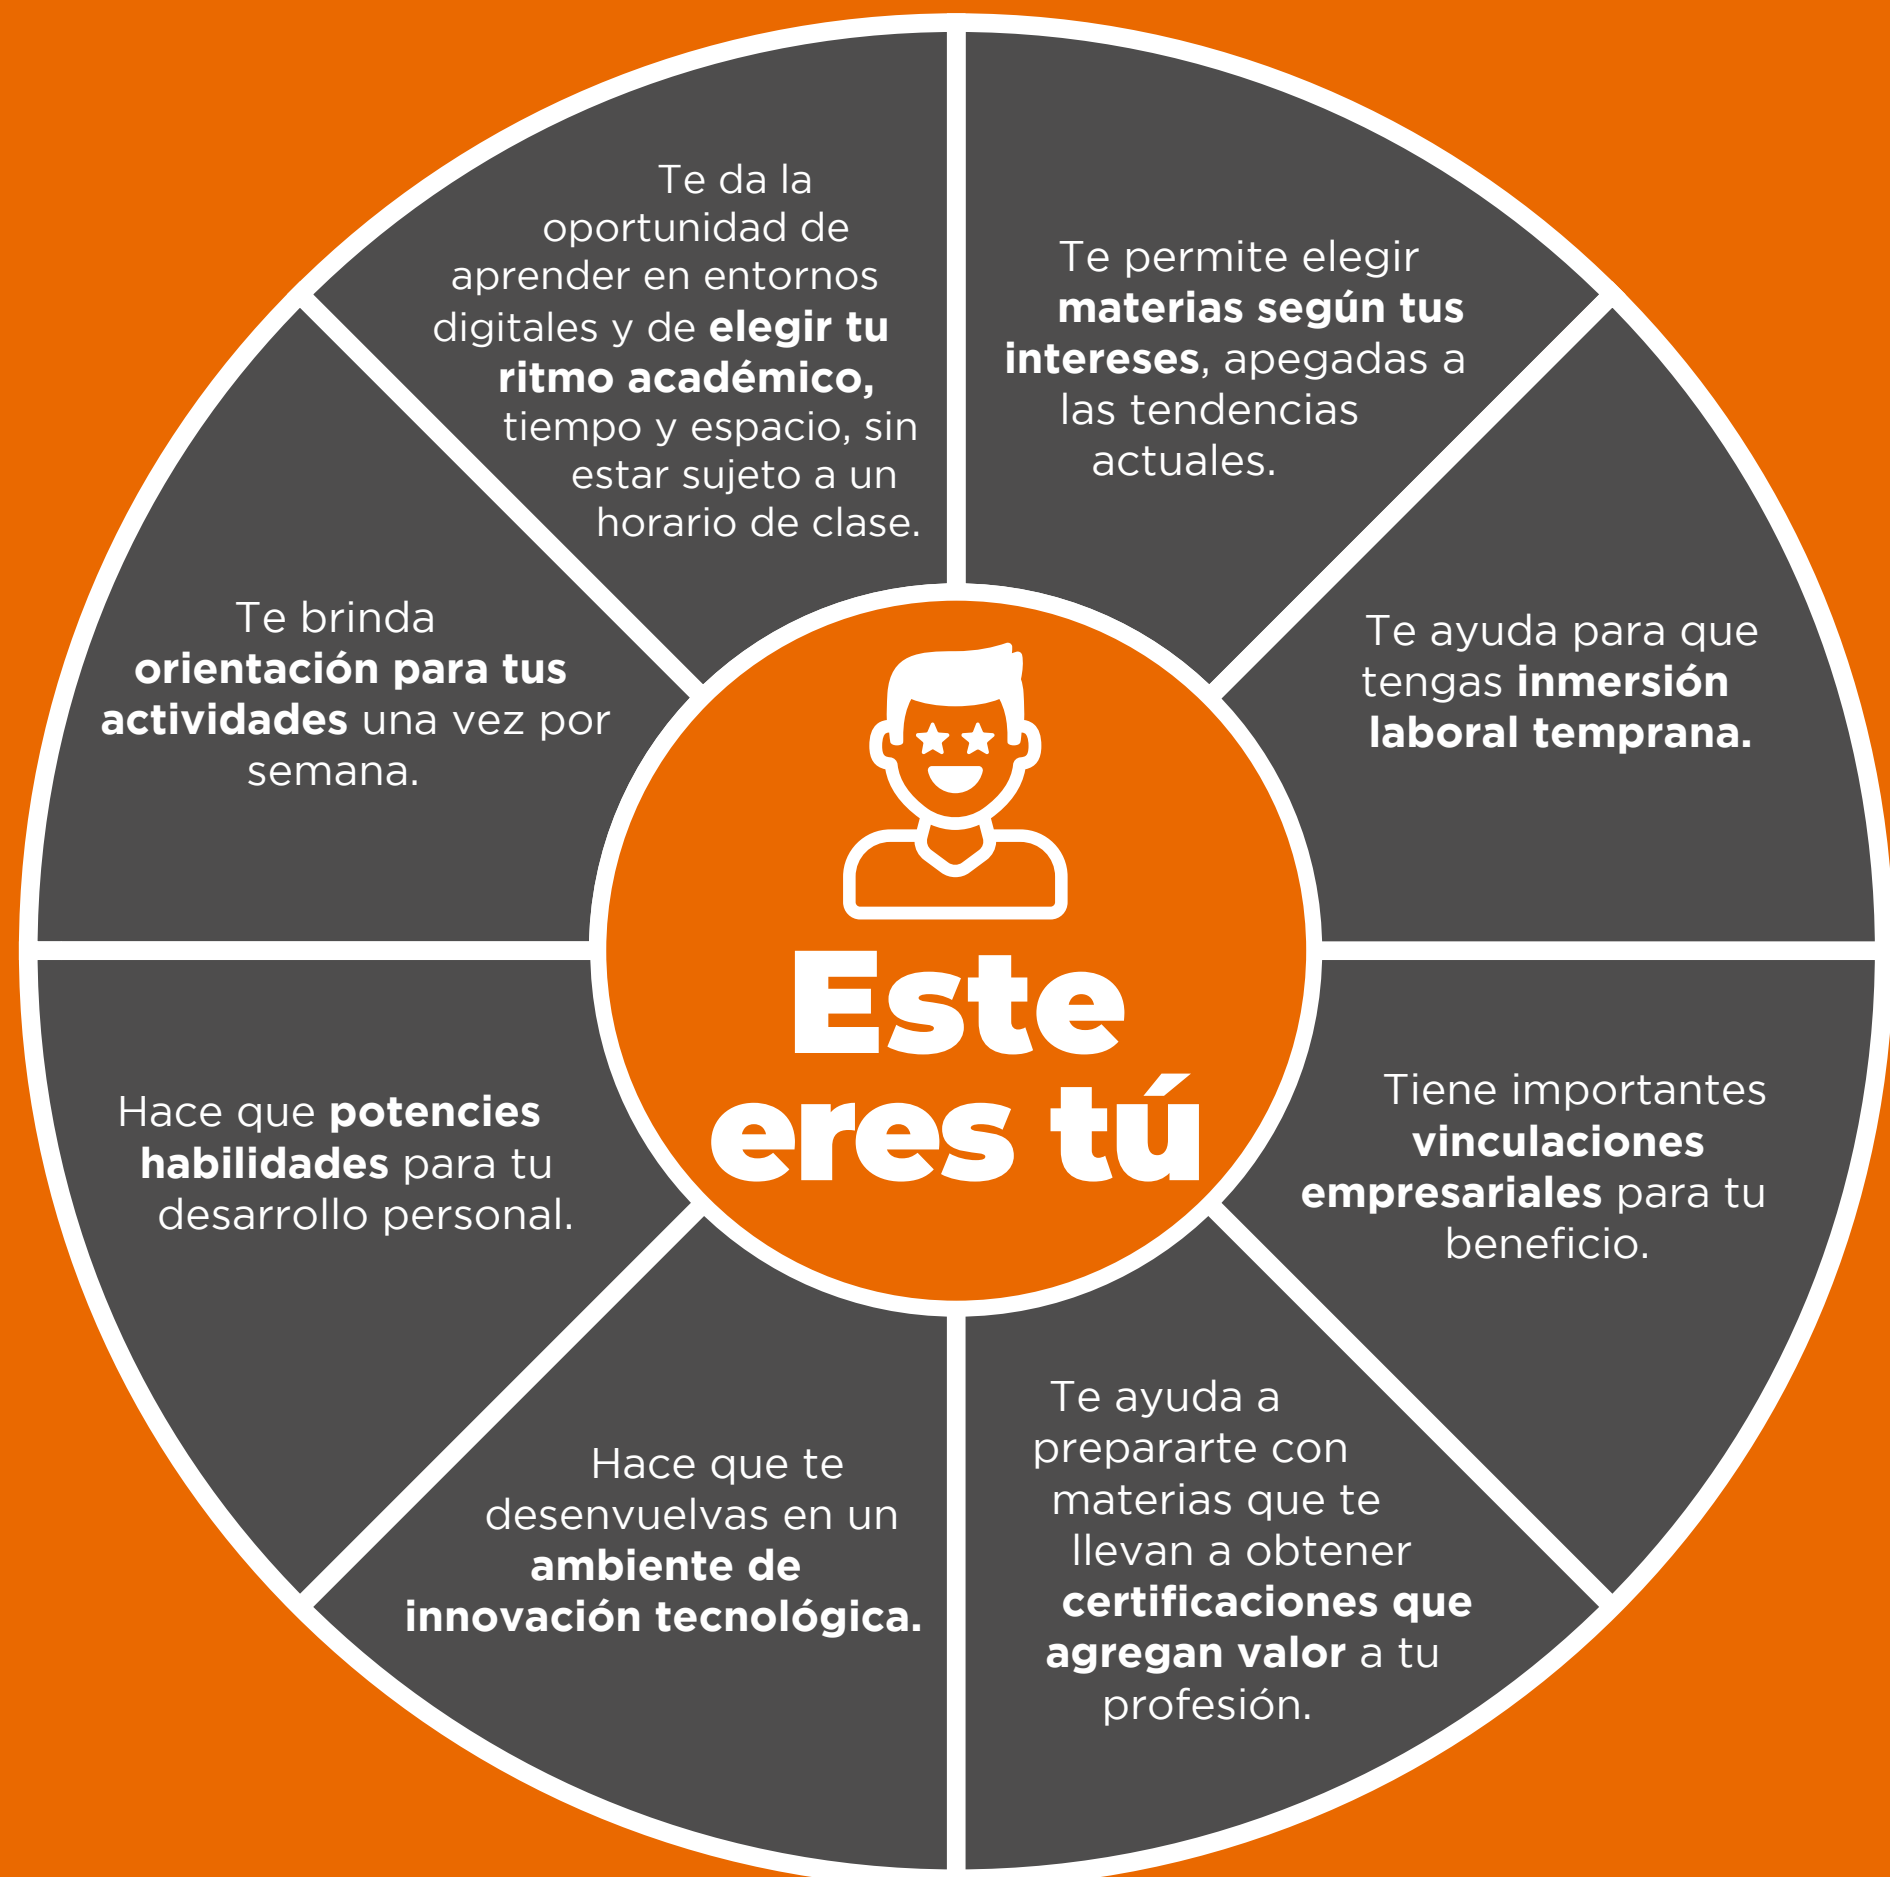 Te da la
oportunidad de
aprender en entornos
digitales y de elegir tu
ritmo académico,
tiempo y espacio, sin
estar sujeto a un
horario de clase.
Te permite elegir
materias según tus
intereses, apegadas a
las tendencias
actuales.
Te ayuda para que
tengas inmersión
laboral temprana.
Tiene importantes
vinculaciones
empresariales para tu
beneficio.
Te ayuda a
prepararte con
materias que te
llevan a obtener
certificaciones que
agregan valor a tu
profesión.
Hace que te
desenvuelvas en un
ambiente de
innovación tecnológica.
Hace que potencies
habilidades para tu
desarrollo personal.
Te brinda
orientación para tus
actividades una vez por
semana.
Este
eres tú